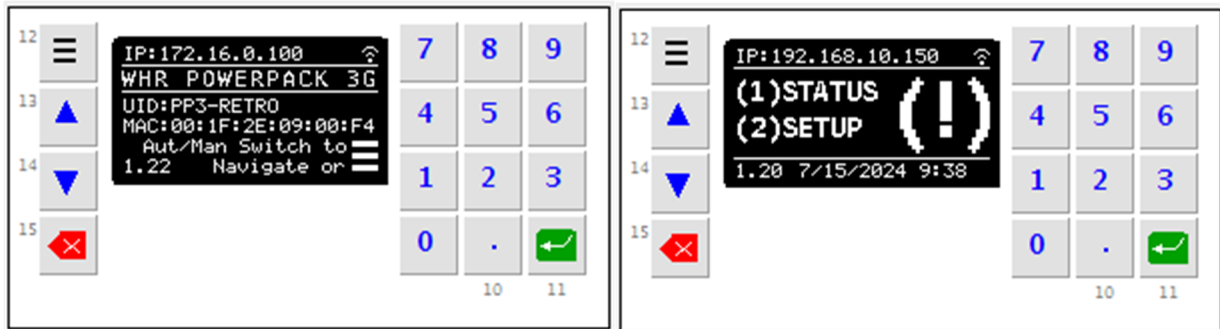 12
IP:172.16.0.100
7 8 9
WHR POWERPACK 3G
13
UID:PP3-RETRO
4 5 6
MAC:00:1F:2E:09:00:F4
Aut/Man Switch to
14
1.22 Navigate or
1 2 3
15
0 .
10 11
12
IP:192.168.10.150
7 8 9
(1)STATUS
(!)
13
4 5 6
(2)SETUP
14
1.20 7/15/2024 9:38
1 2 3
15
0 .
10 11